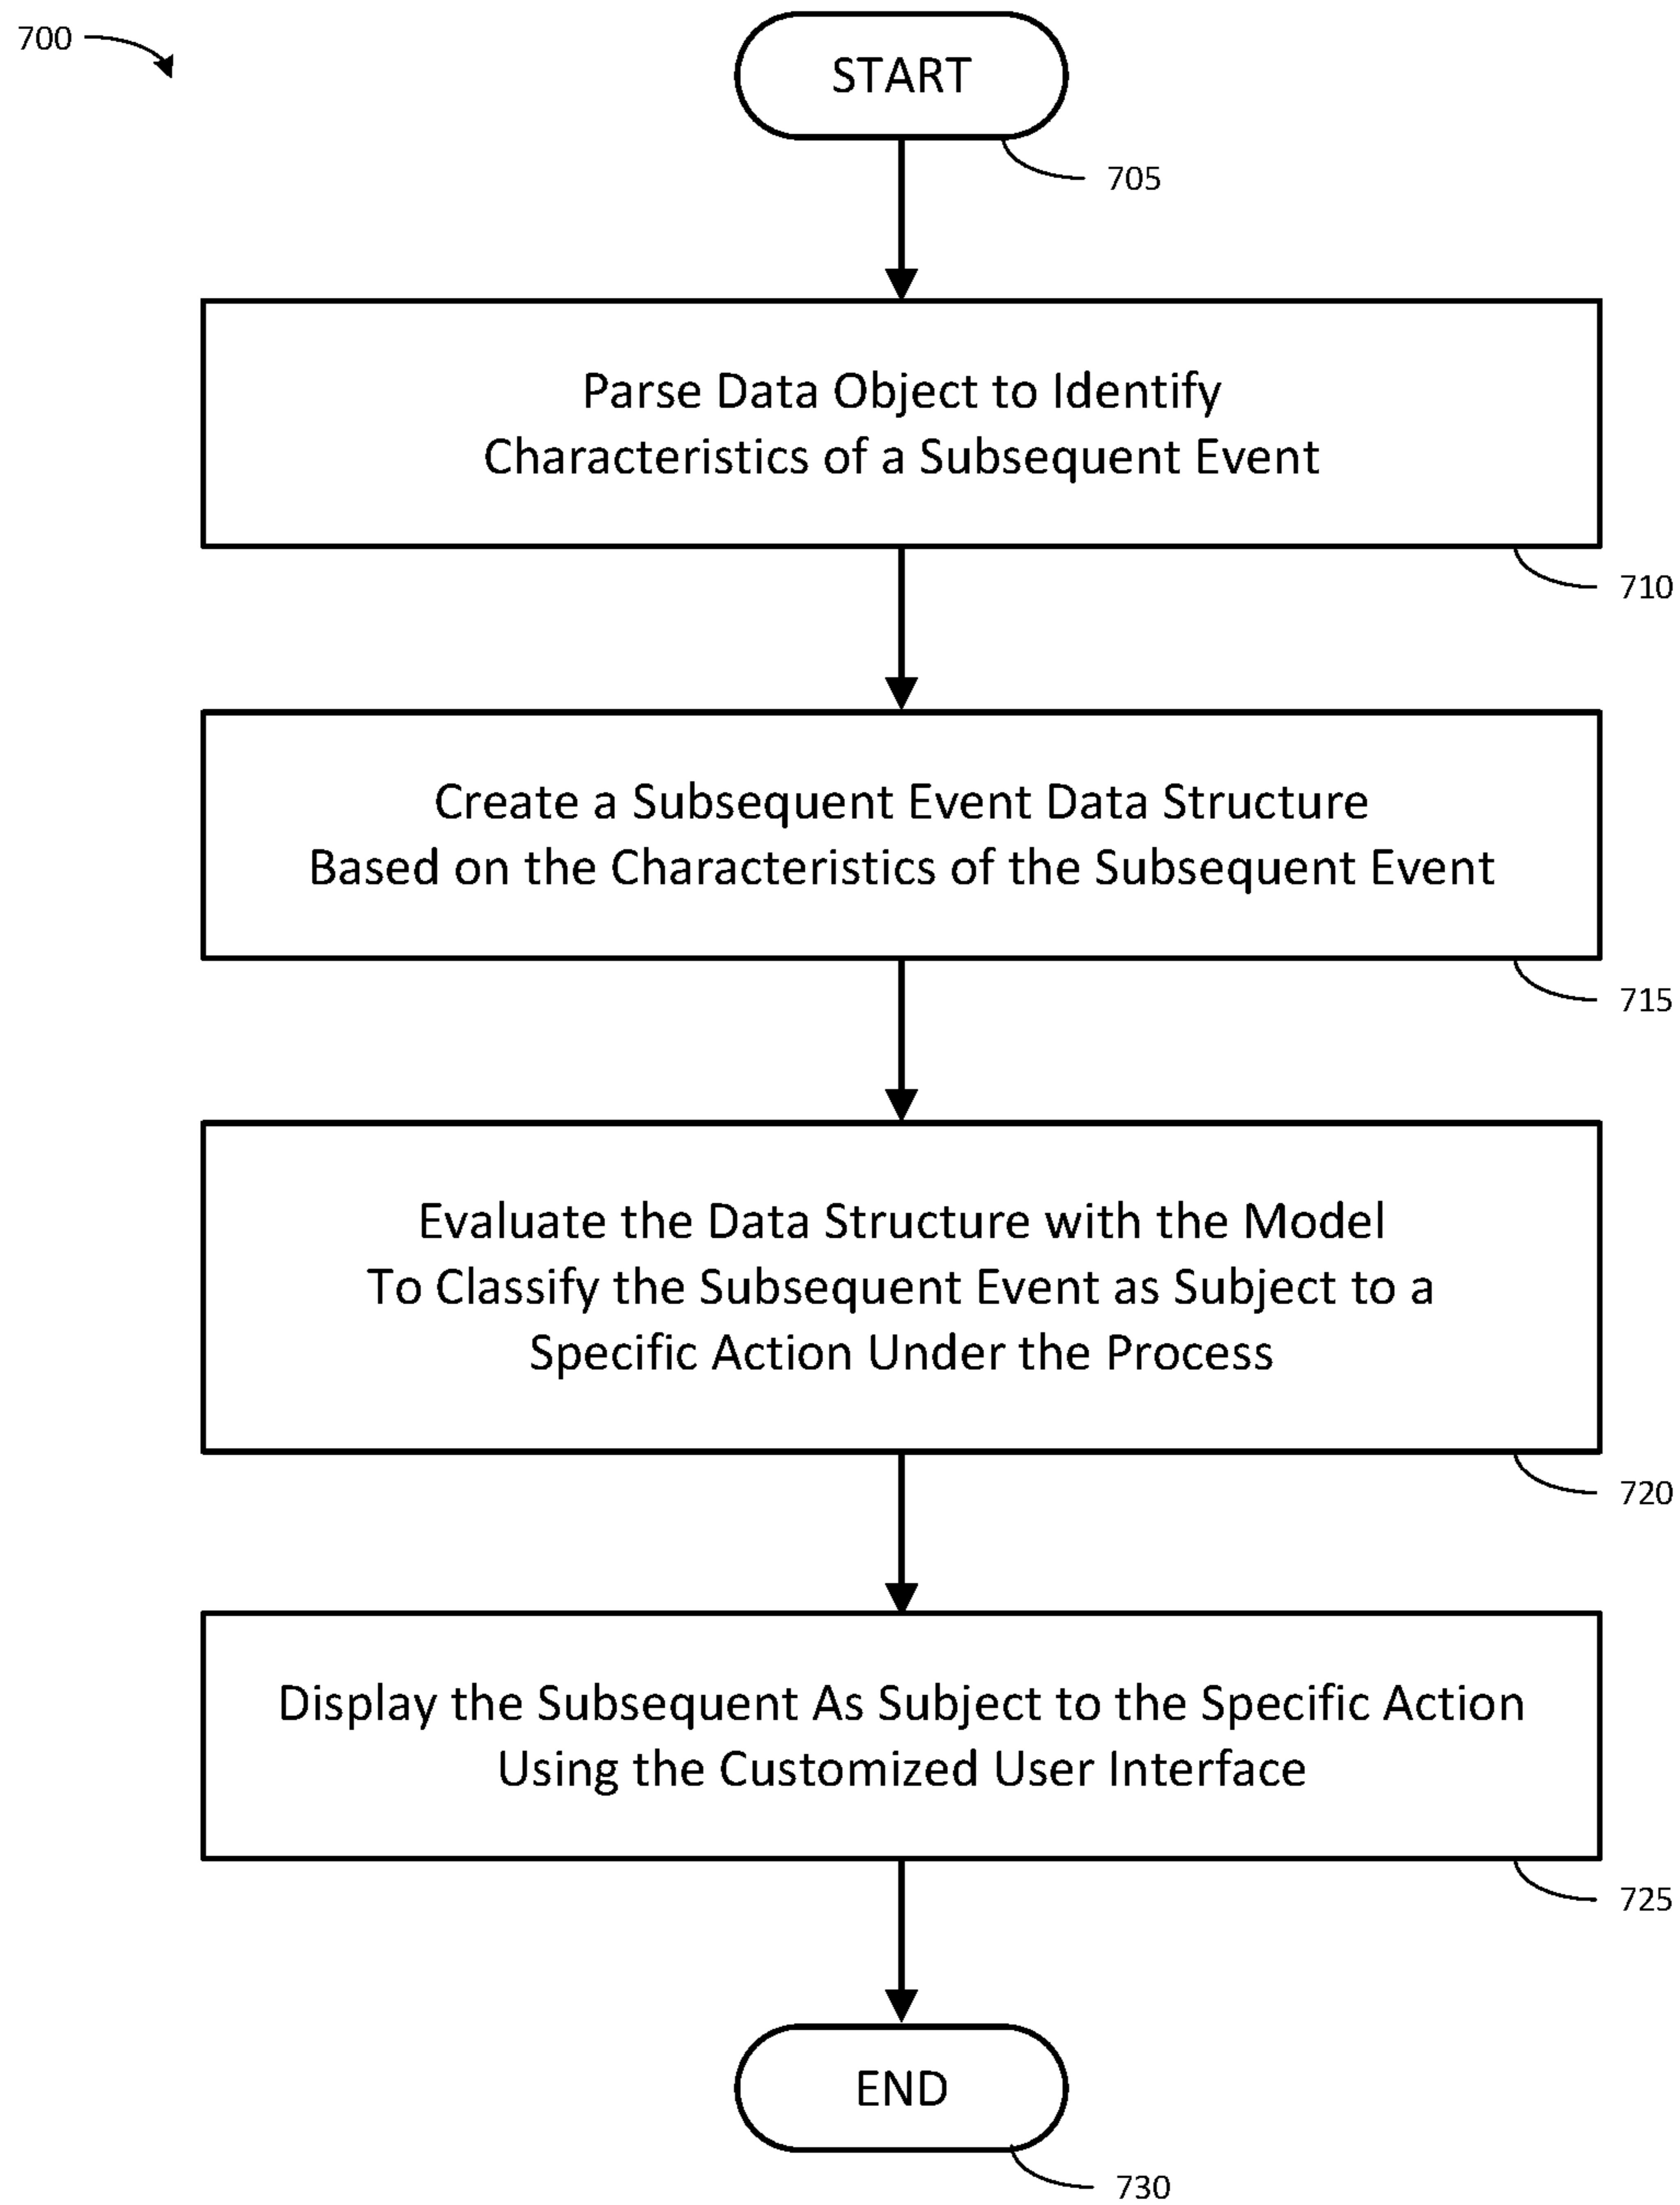 700
START
705
Parse Data Object to Identify
Characteristics of a Subsequent Event
710
Create a Subsequent Event Data Structure
Based on the Characteristics of the Subsequent Event
715
Evaluate the Data Structure with the Model
To Classify the Subsequent Event as Subject to a
Specific Action Under the Process
720
Display the Subsequent As Subject to the Specific Action
Using the Customized User Interface
725
END
730